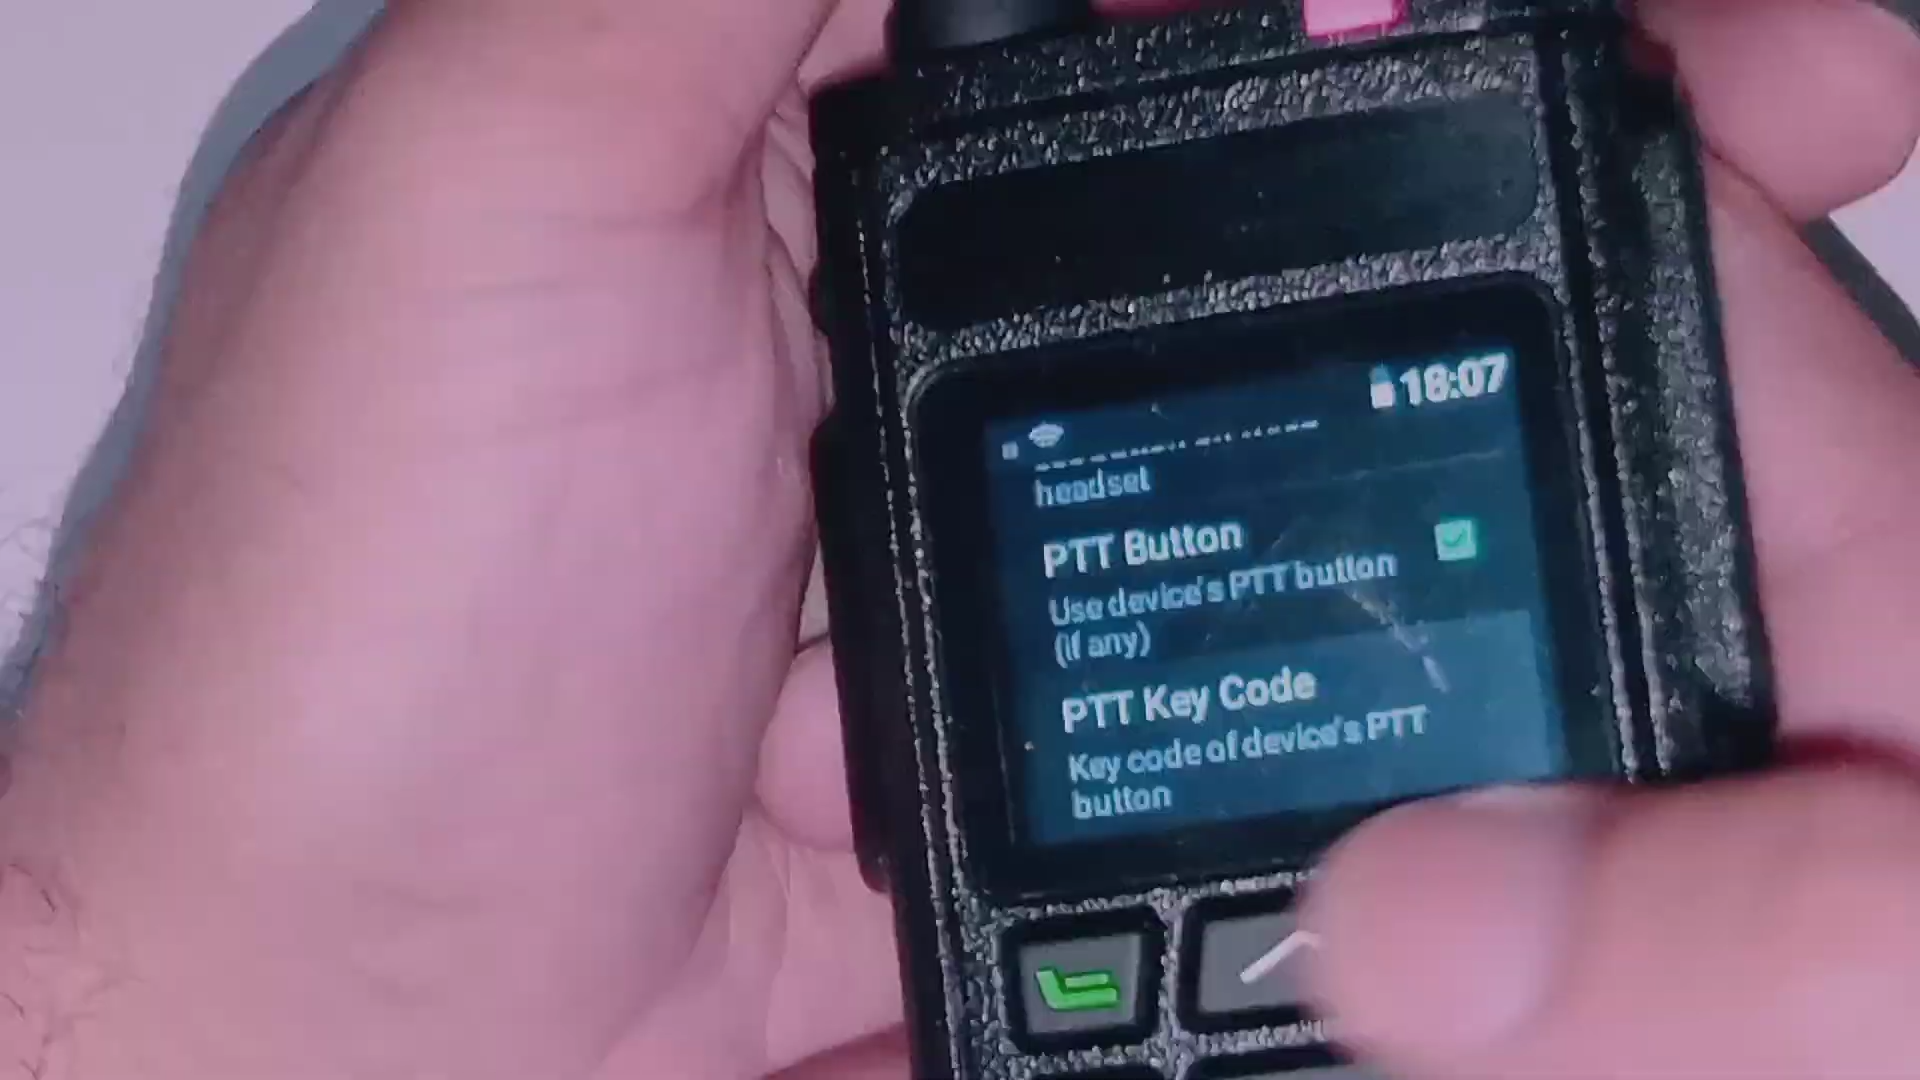 18:07
headset
PTT Button
Use device's PTT button
(if any)
PTT Key Code
Key code of device's PTT
button